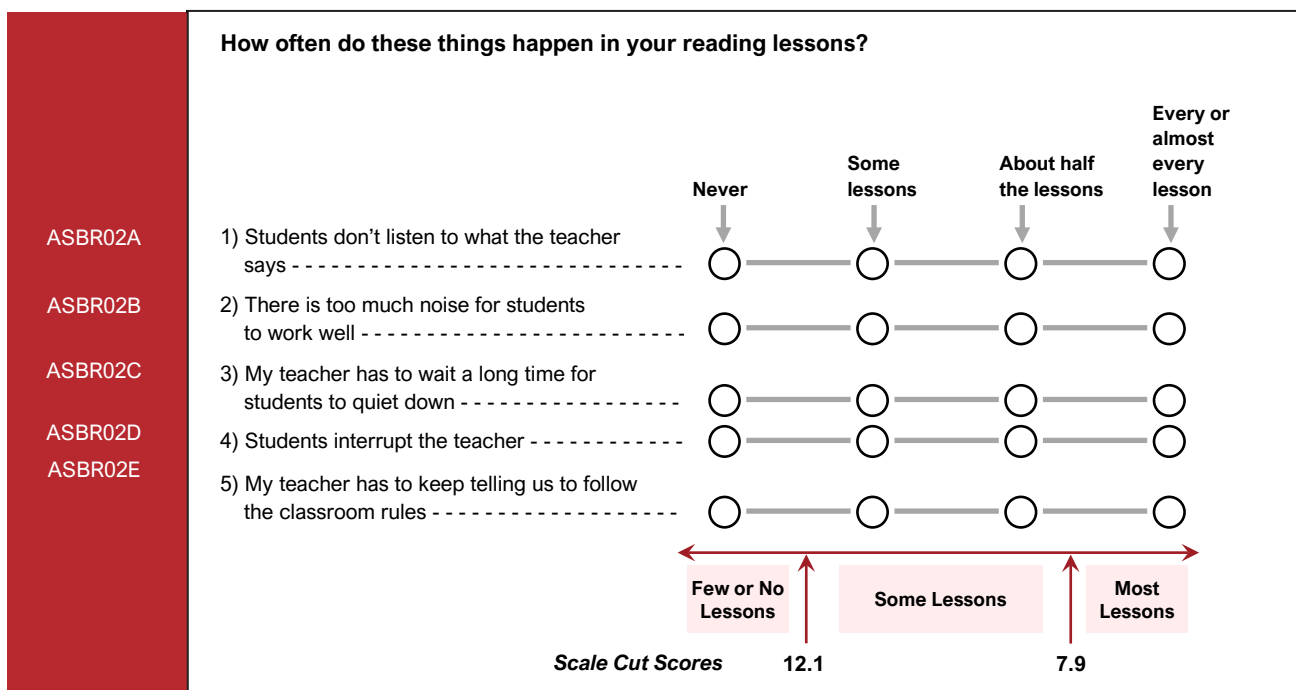 How often do these things happen in your reading lessons?
Never
Some
lessons
About half
the lessons
Every or
almost
every
lesson
ASBR02A
1) Students don’t listen to what the teacher
says - - - - - - - - - - - - - - - - - - - - - - - - - - - - - -
ASBR02B
2) There is too much noise for students
to work well - - - - - - - - - - - - - - - - - - - - - - - - -
ASBR02C
3) My teacher has to wait a long time for
students to quiet down - - - - - - - - - - - - - - - - -
ASBR02D
4) Students interrupt the teacher - - - - - - - - - - - -
ASBR02E
5) My teacher has to keep telling us to follow
the classroom rules - - - - - - - - - - - - - - - - - - -
Few or No
Lessons
Some Lessons
Most
Lessons
Scale Cut Scores 12.1 7.9